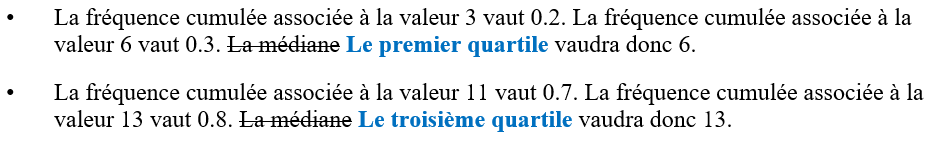 • La fréquence cumulée associée à la valeur 3 vaut 0.2. La fréquence cumulée associée à la
valeur 6 vaut 0.3. La médiane Le premier quartile vaudra donc 6.
• La fréquence cumulée associée à la valeur 11 vaut 0.7. La fréquence cumulée associée à la
valeur 13 vaut 0.8. La médiane Le troisième quartile vaudra donc 13.